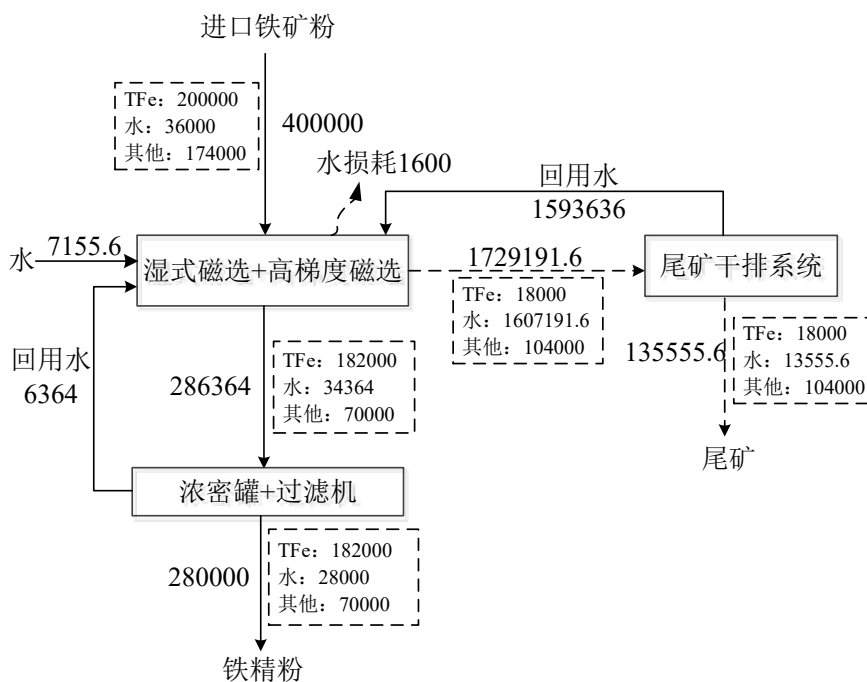 进口铁矿粉
TFe：200000
水：36000
其他：174000
400000
水损耗1600
回用水
1593636
水
7155.6
湿式磁选+高梯度磁选
1729191.6
尾矿干排系统
TFe：18000
水：1607191.6
其他：104000
135555.6
TFe：18000
水：13555.6
其他：104000
回用水
6364
286364
TFe：182000
水：34364
其他：70000
尾矿
浓密罐+过滤机
280000
TFe：182000
水：28000
其他：70000
铁精粉